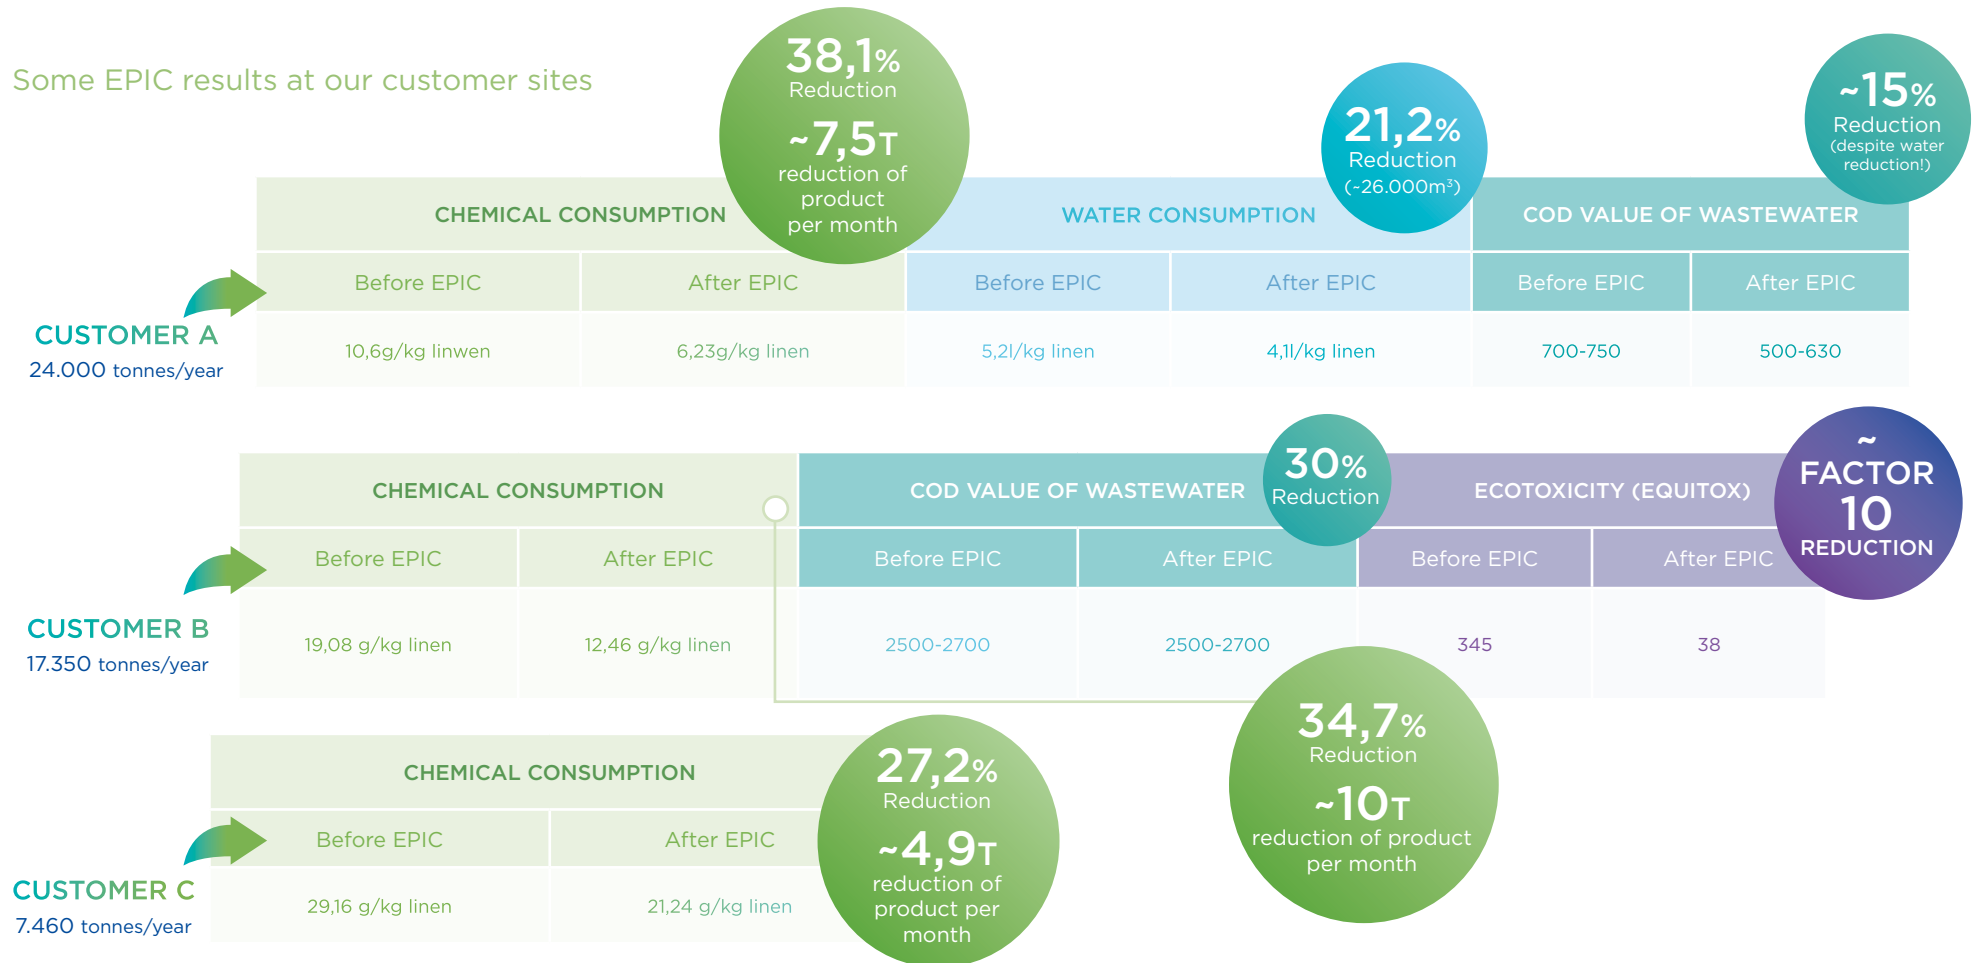 Some EPIC results at our customer sites
38,1%
Reduction
~7,5T
reduction of
product
per month
21,2%
Reduction
(~26.000m³)
~15%
Reduction
(despite water
reduction!)
CHEMICAL CONSUMPTION
WATER CONSUMPTION
COD VALUE OF WASTEWATER
Before EPIC
After EPIC
Before EPIC
After EPIC
Before EPIC
After EPIC
CUSTOMER A
24.000 tonnes/year
10,6g/kg linwen
6,23g/kg linen
5,2l/kg linen
4,1l/kg linen
700-750
500-630
30%
Reduction
~
FACTOR
10
REDUCTION
CHEMICAL CONSUMPTION
COD VALUE OF WASTEWATER
ECOTOXICITY (EQUITOX)
Before EPIC
After EPIC
Before EPIC
After EPIC
Before EPIC
After EPIC
CUSTOMER B
17.350 tonnes/year
19,08 g/kg linen
12,46 g/kg linen
2500-2700
2500-2700
345
38
34,7%
Reduction
~10T
reduction of product
per month
CHEMICAL CONSUMPTION
27,2%
Reduction
~4,9T
reduction of
product per
month
Before EPIC
After EPIC
CUSTOMER C
7.460 tonnes/year
29,16 g/kg linen
21,24 g/kg linen